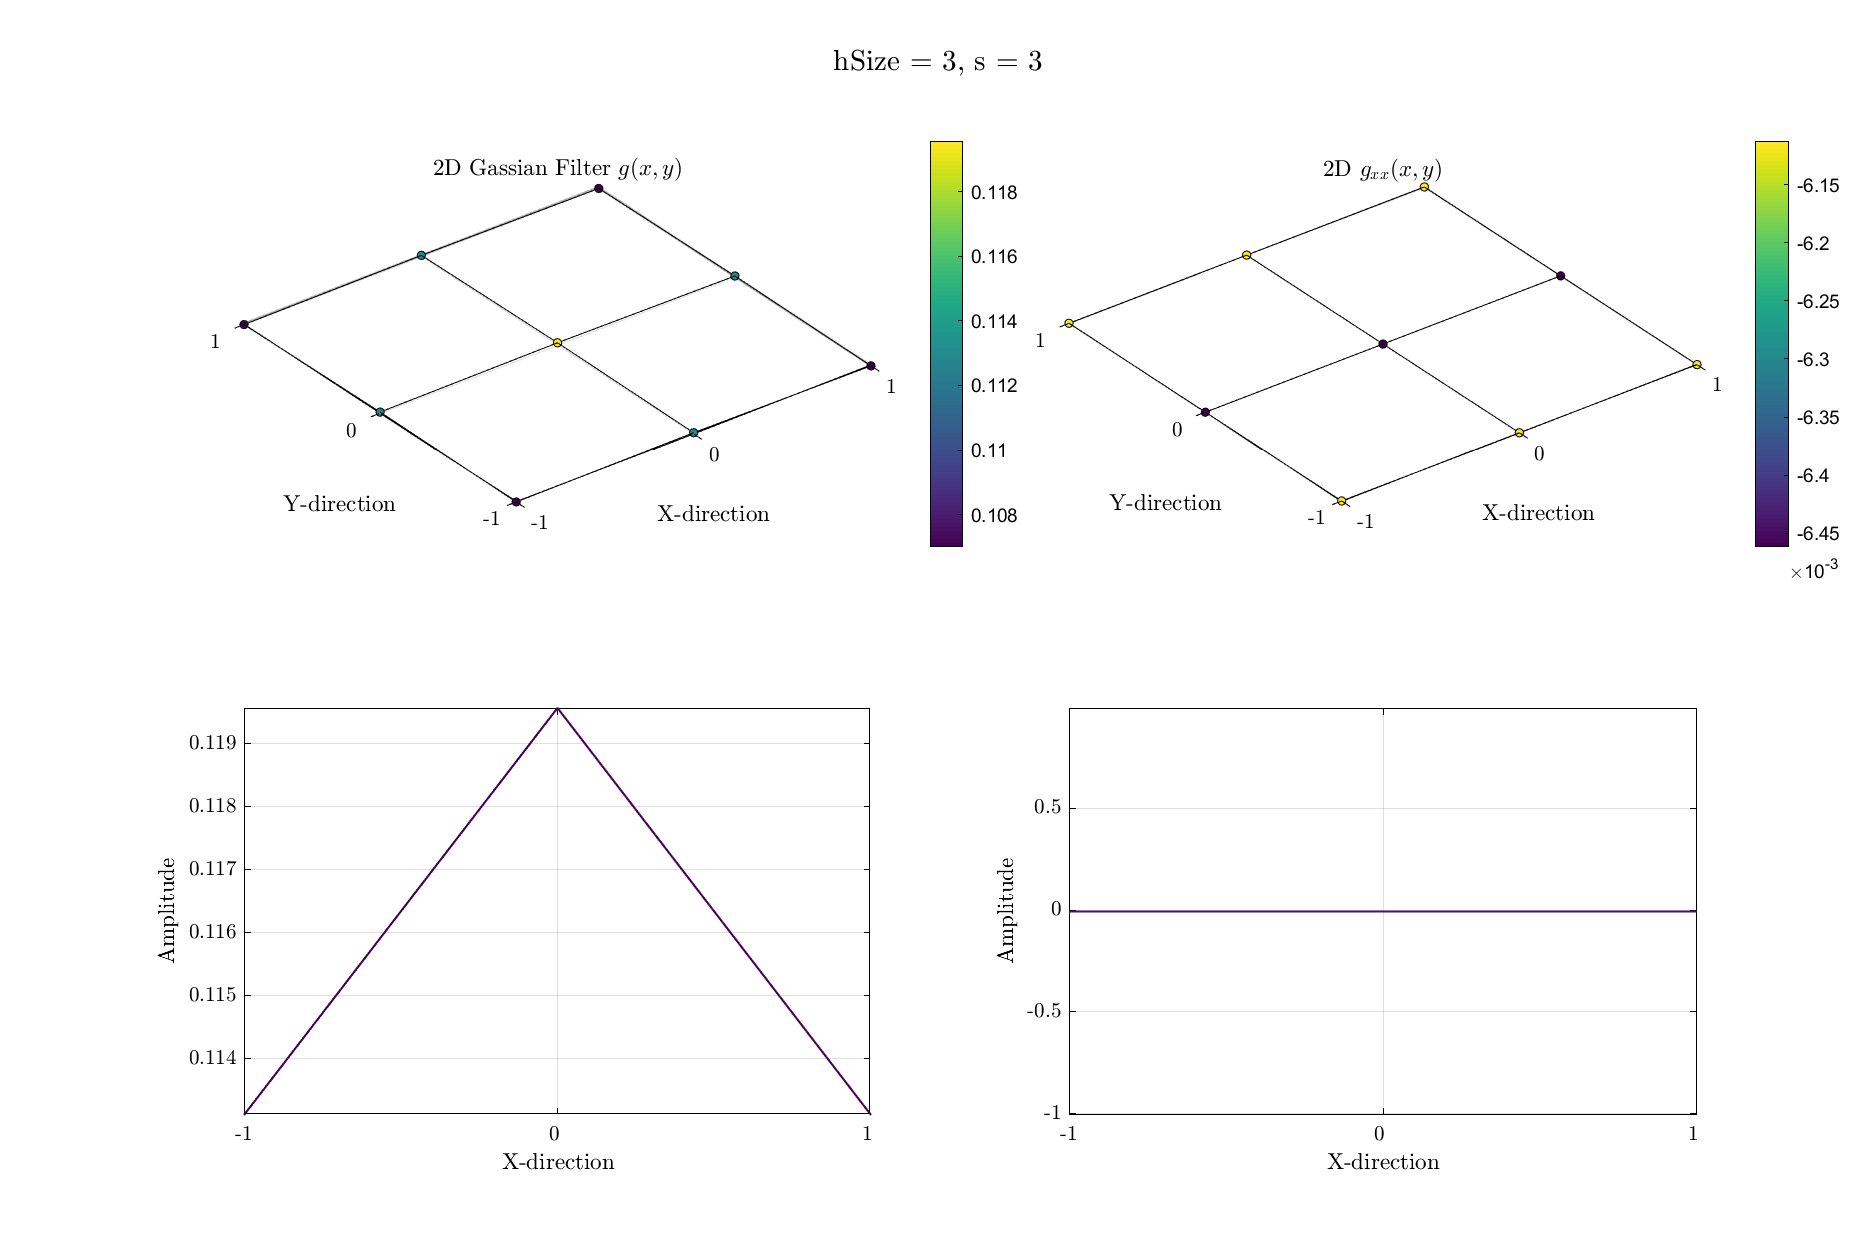 hSize = 3, s = 3
2D Gassian Filter g(x, y)
1
0
-1
-1
0
1
Y-direction
X-direction
0.118
0.116
0.114
0.112
0.11
0.108
2D gxx(x, y)
1
0
-1
-1
0
1
Y-direction
X-direction
-6.15
-6.2
-6.25
-6.3
-6.35
-6.4
-6.45
×10-3
0.119
0.118
0.117
0.116
0.115
0.114
Amplitude
-1 0 1
X-direction
0.5
0
-0.5
-1
Amplitude
-1 0 1
X-direction